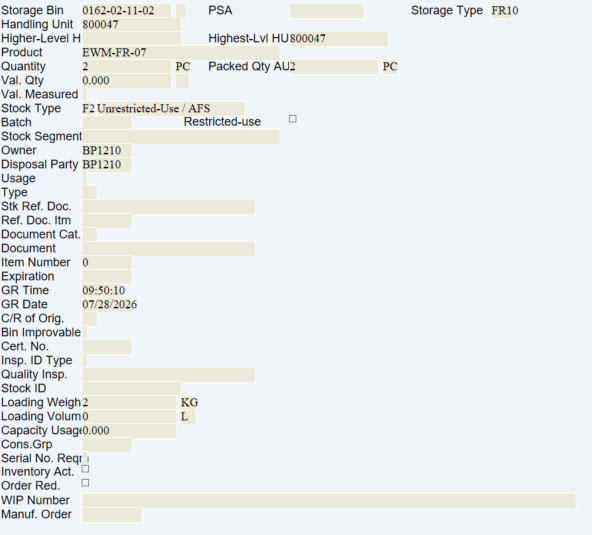 Storage Bin 0162-02-11-02 PSA Storage Type FR10
Handling Unit 800047
Higher-Level H Highest-Lvl HU 800047
Product EWM-FR-07
Quantity 2 PC Packed Qty AU 2 PC
Val. Qty 0.000
Val. Measured
Stock Type F2 Unrestricted-Use / AFS
Batch Restricted-use
Stock Segment
Owner BP1210
Disposal Party BP1210
Usage
Type
Stk Ref. Doc.
Ref. Doc. Itm
Document Cat.
Document
Item Number 0
Expiration
GR Time 09:50:10
GR Date 07/28/2026
C/R of Orig.
Bin Improvable
Cert. No.
Insp. ID Type
Quality Insp.
Stock ID
Loading Weigh 2 KG
Loading Volum 0 L
Capacity Usage 0.000
Cons.Grp
Serial No. Reqn
Inventory Act.
Order Red.
WIP Number
Manuf. Order